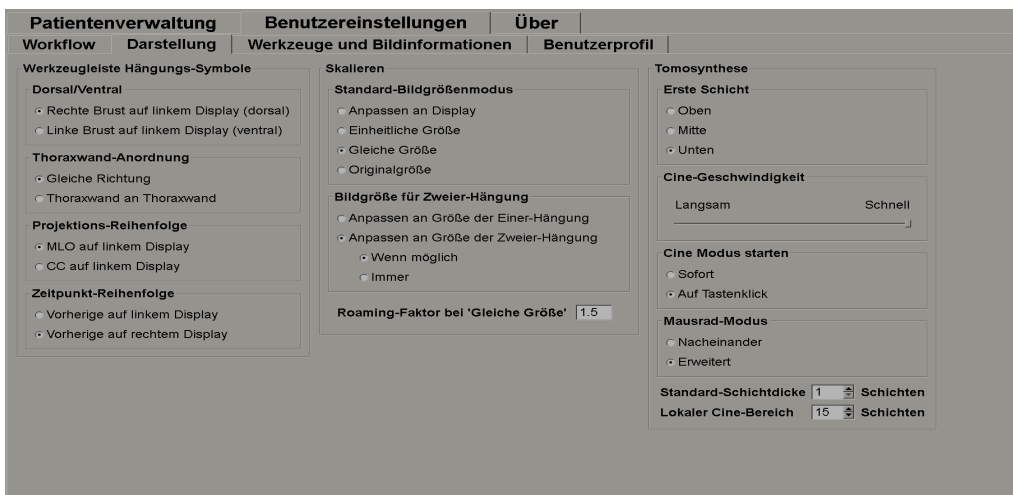 Patientenverwaltung Benutzereinstellungen Über
Workflow Darstellung Werkzeuge und Bildinformationen Benutzerprofil
Werkzeugleiste Hängungs-Symbole
Dorsal/Ventral
Rechte Brust auf linkem Display (dorsal)
Linke Brust auf linkem Display (ventral)
Thoraxwand-Anordnung
Gleiche Richtung
Thoraxwand an Thoraxwand
Projektions-Reihenfolge
MLO auf linkem Display
CC auf linkem Display
Zeitpunkt-Reihenfolge
Vorherige auf linkem Display
Vorherige auf rechtem Display
Skalieren
Standard-Bildgrößenmodus
Anpassen an Display
Einheitliche Größe
Gleiche Größe
Originalgröße
Bildgröße für Zweier-Hängung
Anpassen an Größe der Einer-Hängung
Anpassen an Größe der Zweier-Hängung
Wenn möglich
Immer
Roaming-Faktor bei 'Gleiche Größe' 1.5
Tomosynthese
Erste Schicht
Oben
Mitte
Unten
Cine-Geschwindigkeit
Langsam Schnell
Cine Modus starten
Sofort
Auf Tastenklick
Mausrad-Modus
Nacheinander
Erweitert
Standard-Schichtdicke 1 Schichten
Lokaler Cine-Bereich 15 Schichten